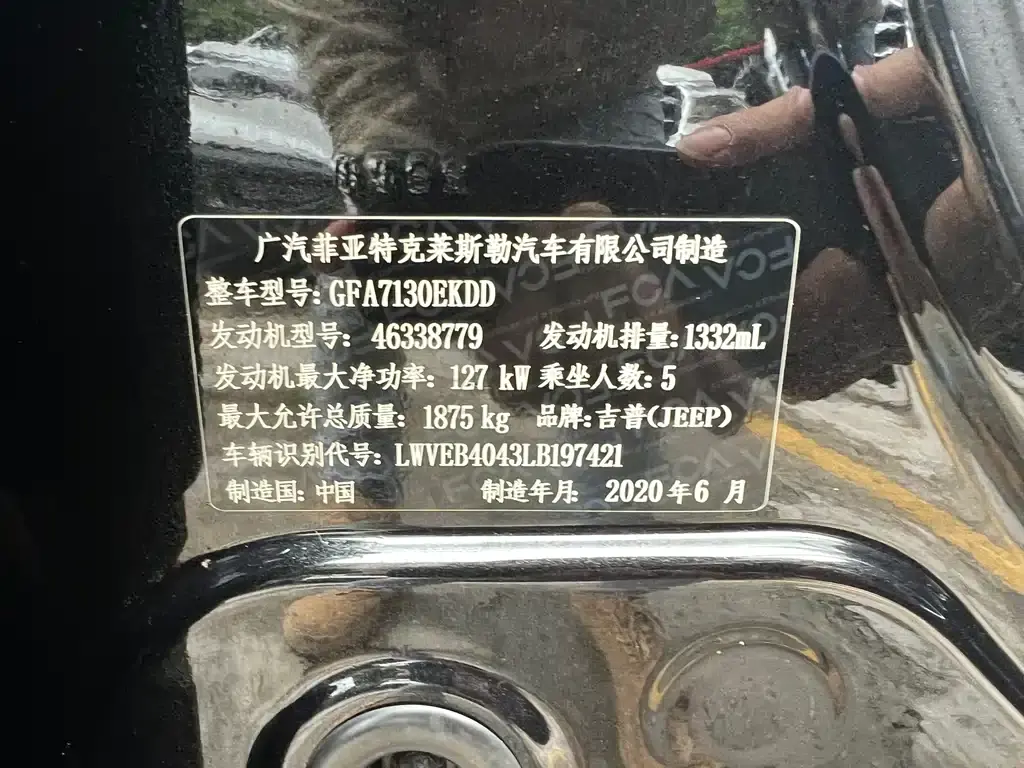 广汽菲亚特克莱斯勒汽车有限公司制造
整车型号: GFA7130EKDD
发动机型号: 46338779 发动机排量: 1332mL
发动机最大净功率: 127 kW 乘坐人数: 5
最大允许总质量: 1875 kg 品牌: 吉普(JEEP)
车辆识别代号: LWVEB4043LB197421
制造国: 中国 制造年月: 2020年6 月